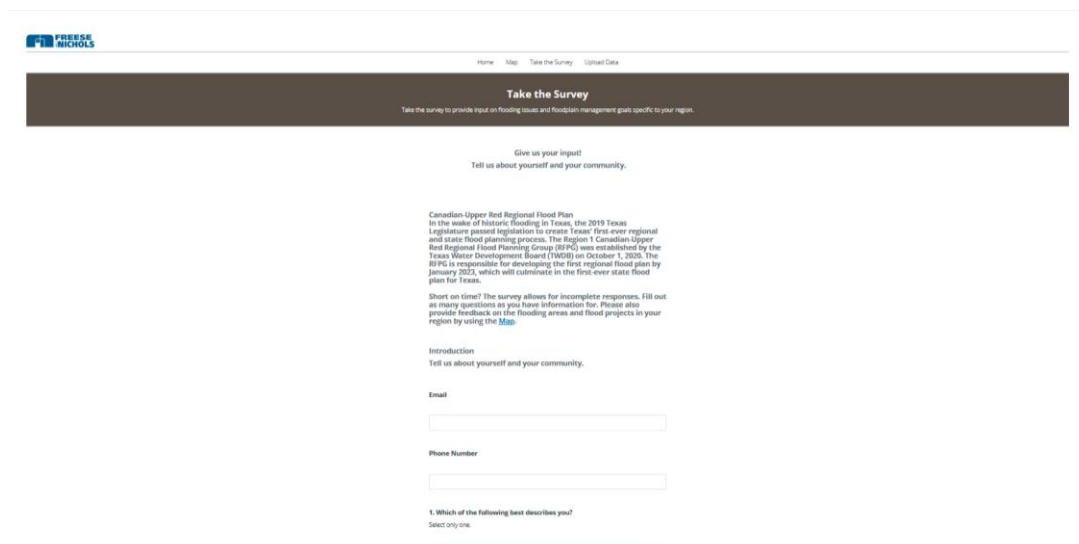 FREESE
NICHOLS
Home Map Take the Survey Upload Data
Take the Survey
Take the survey to provide input on flooding issues and floodplain management goals specific to your region.
Give us your input!
Tell us about yourself and your community.
Canadian-Upper Red Regional Flood Plan
In the wake of historic flooding in Texas, the 2019 Texas
Legislature passed legislation to create Texas' first-ever regional
and state flood planning process. The Region 1 Canadian-Upper
Red Regional Flood Planning Group (RFPG) was established by the
Texas Water Development Board (TWDB) on October 1, 2020. The
RFPG is responsible for developing the first regional flood plan by
January 2023, which will culminate in the first-ever state flood
plan for Texas.
Short on time? The survey allows for incomplete responses. Fill out
as many questions as you have information for. Please also
provide feedback on the flooding areas and flood projects in your
region by using the Map.
Introduction
Tell us about yourself and your community.
Email
Phone Number
1. Which of the following best describes you?
Select only one.